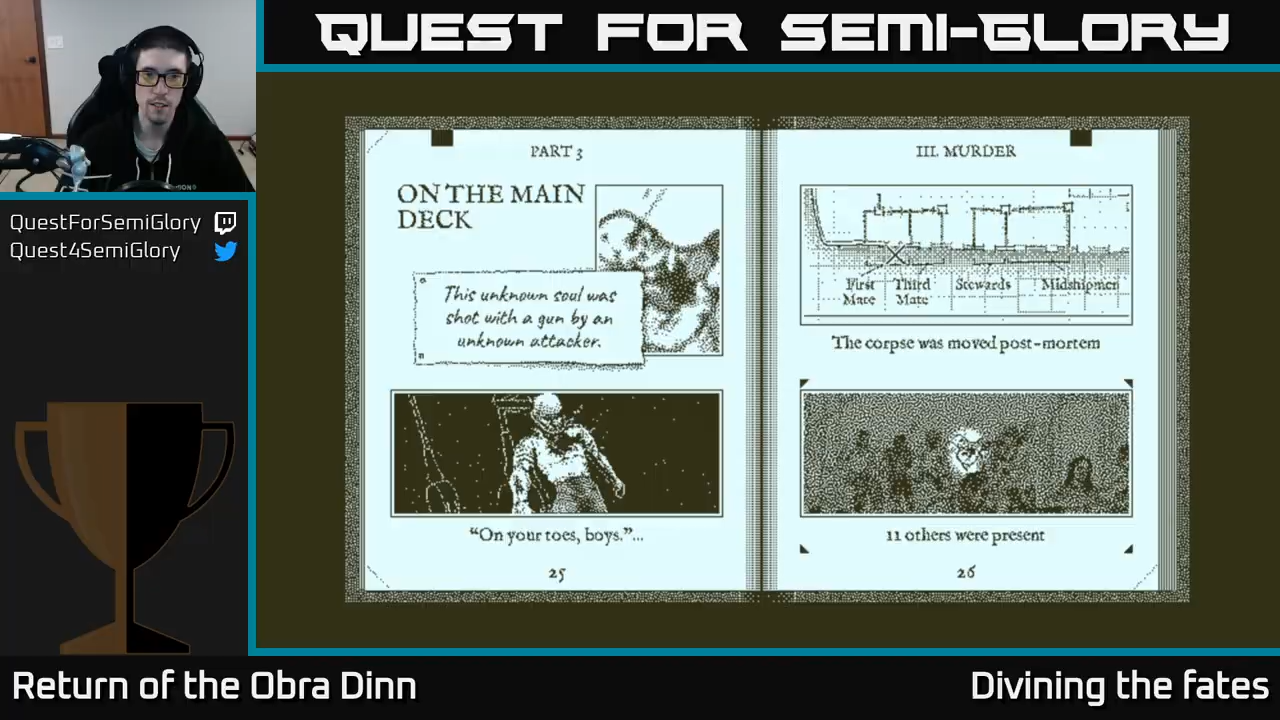 QUEST FOR SEMI-GLORY
QuestForSemiGlory
Quest4SemiGlory
PART 3
ON THE MAIN
DECK
This unknown soul was
shot with a gun by an
unknown attacker.
"On your toes, boys."...
25
III. MURDER
First Third Stewards Midshipmen
Mate Mate
The corpse was moved post-mortem
11 others were present
26
Return of the Obra Dinn
Divining the fates